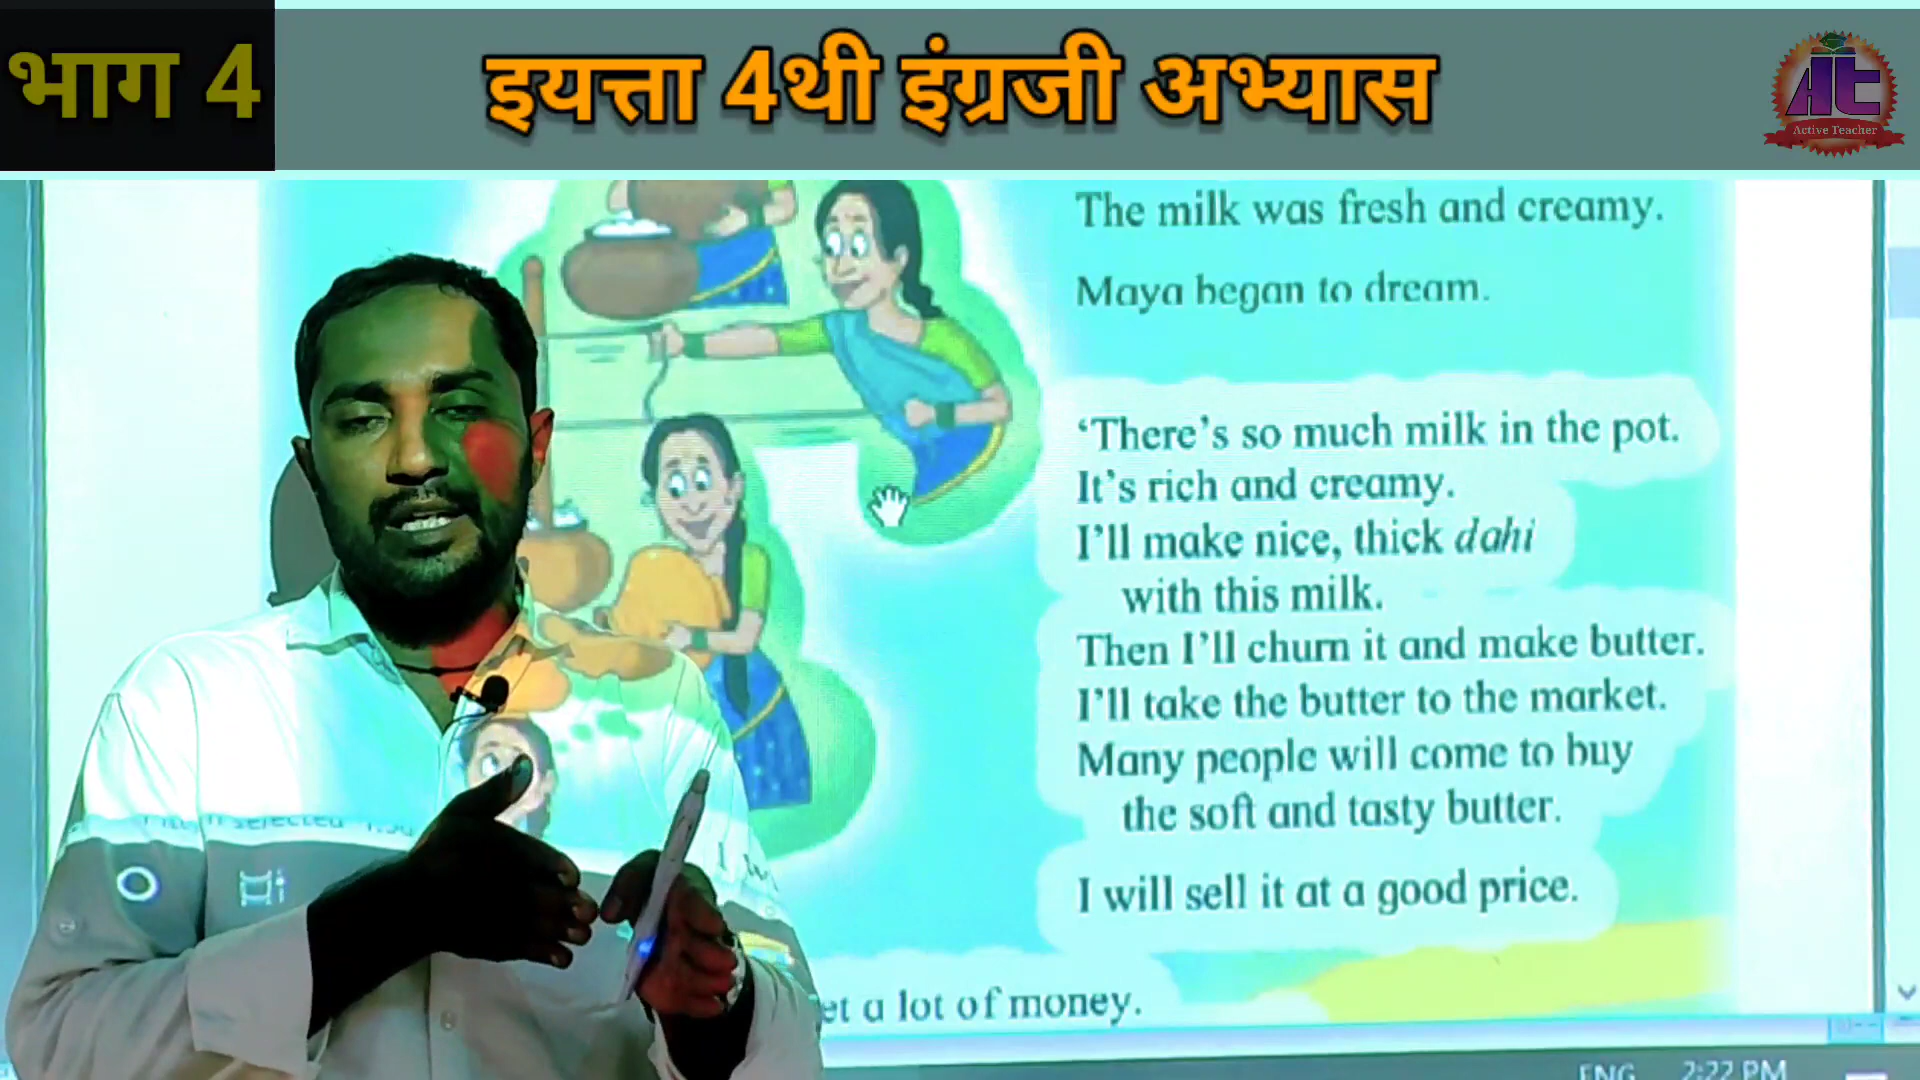 भाग 4
इयत्ता 4थी इंग्रजी अभ्यास
Active Teacher
The milk was fresh and creamy.
Maya began to dream.
‘There’s so much milk in the pot.
It’s rich and creamy.
I’ll make nice, thick dahi
with this milk.
Then I’ll churn it and make butter.
I’ll take the butter to the market.
Many people will come to buy
the soft and tasty butter.
I will sell it at a good price.
a lot of money.
ENG 2:22 PM